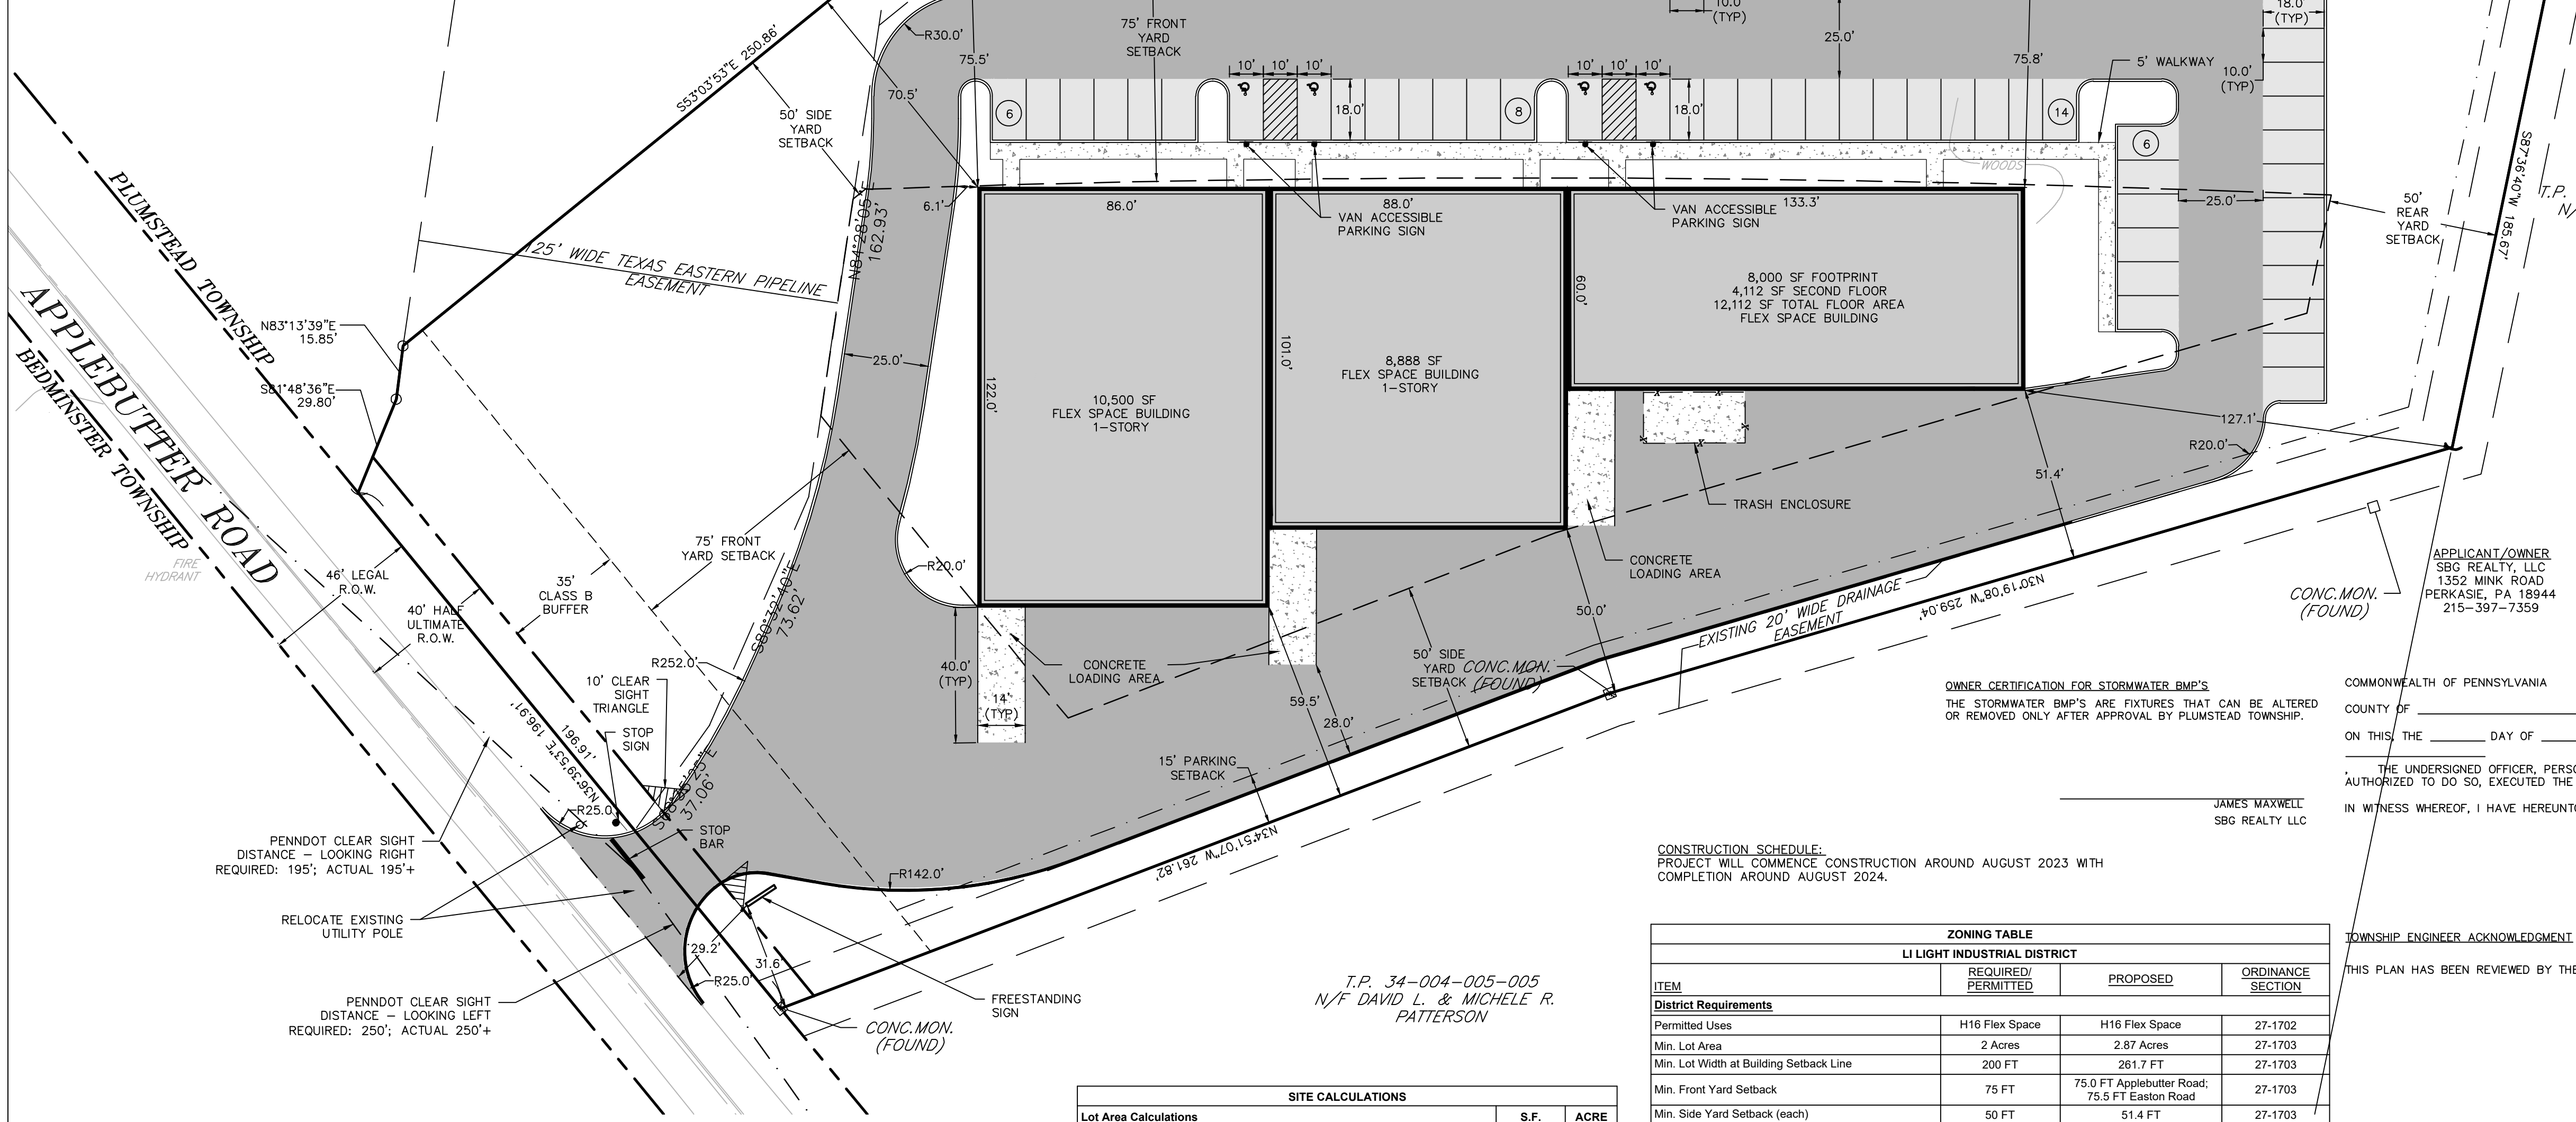 S53°03'53"E 250.86'
R30.0'
75.5'
75' FRONT
YARD
SETBACK
10.0'
(TYP)
25.0'
18.0'
(TYP)
75.8'
5' WALKWAY
10.0'
(TYP)
10'
10'
10'
10'
10'
10'
70.5'
50' SIDE
YARD
SETBACK
6
18.0'
8
18.0'
14
6
WOODS
S87°36'40"W 185.67'
T.P.
N/
PLUMSTEAD TOWNSHIP
APPLEBUTTER ROAD
BEDMINSTER TOWNSHIP
6.1'
86.0'
88.0'
133.3'
VAN ACCESSIBLE
PARKING SIGN
VAN ACCESSIBLE
PARKING SIGN
25.0'
50'
REAR
YARD
SETBACK
N84°28'05"E
162.93'
125' WIDE TEXAS EASTERN PIPELINE
EASEMENT
N83°13'39"E
15.85'
S81°48'36"E
29.80'
25.0'
122.0'
10,500 SF
FLEX SPACE BUILDING
1-STORY
101.0'
8,888 SF
FLEX SPACE BUILDING
1-STORY
60.0'
8,000 SF FOOTPRINT
4,112 SF SECOND FLOOR
12,112 SF TOTAL FLOOR AREA
FLEX SPACE BUILDING
127.1'
R20.0'
51.4'
TRASH ENCLOSURE
CONCRETE
LOADING AREA
FIRE
HYDRANT
46' LEGAL
R.O.W.
40' HALF
ULTIMATE
R.O.W.
35'
CLASS B
BUFFER
75' FRONT
YARD SETBACK
R20.0'
S80°32'40"E
73.62'
R252.0'
10' CLEAR
SIGHT
TRIANGLE
STOP
SIGN
40.0'
(TYP)
14'
(TYP)
CONCRETE
LOADING AREA
50.0'
50' SIDE
YARD
SETBACK
CONC.MON.
(FOUND)
59.5'
28.0'
EXISTING 20' WIDE DRAINAGE
EASEMENT
N30°19'08"W 259.04'
CONC.MON.
(FOUND)
APPLICANT/OWNER
SBG REALTY, LLC
1352 MINK ROAD
PERKASIE, PA 18944
215-397-7359
OWNER CERTIFICATION FOR STORMWATER BMP'S
THE STORMWATER BMP'S ARE FIXTURES THAT CAN BE ALTERED
OR REMOVED ONLY AFTER APPROVAL BY PLUMSTEAD TOWNSHIP.
COMMONWEALTH OF PENNSYLVANIA
COUNTY OF
ON THIS, THE DAY OF
, THE UNDERSIGNED OFFICER, PERSO
AUTHORIZED TO DO SO, EXECUTED THE
JAMES MAXWELL
SBG REALTY LLC
IN WITNESS WHEREOF, I HAVE HEREUNTO
196.91'
N36°39'53"E 196.91'
37.06'
R25.0'
STOP
BAR
15' PARKING
SETBACK
PENNDOT CLEAR SIGHT
DISTANCE – LOOKING RIGHT
REQUIRED: 195'; ACTUAL 195'+
RELOCATE EXISTING
UTILITY POLE
PENNDOT CLEAR SIGHT
DISTANCE – LOOKING LEFT
REQUIRED: 250'; ACTUAL 250'+
R142.0'
N34°51'07"W 261.82'
29.2'
31.6'
R25.0'
FREESTANDING
SIGN
CONC.MON.
(FOUND)
T.P. 34-004-005-005
N/F DAVID L. & MICHELE R.
PATTERSON
CONSTRUCTION SCHEDULE:
PROJECT WILL COMMENCE CONSTRUCTION AROUND AUGUST 2023 WITH
COMPLETION AROUND AUGUST 2024.
TOWNSHIP ENGINEER ACKNOWLEDGMENT
THIS PLAN HAS BEEN REVIEWED BY THE
ZONING TABLE
LI LIGHT INDUSTRIAL DISTRICT
ITEM REQUIRED/ PERMITTED PROPOSED ORDINANCE SECTION
District Requirements
Permitted Uses H16 Flex Space H16 Flex Space 27-1702
Min. Lot Area 2 Acres 2.87 Acres 27-1703
Min. Lot Width at Building Setback Line 200 FT 261.7 FT 27-1703
Min. Front Yard Setback 75 FT 75.0 FT Applebutter Road; 75.5 FT Easton Road 27-1703
Min. Side Yard Setback (each) 50 FT 51.4 FT 27-1703
SITE CALCULATIONS
Lot Area Calculations S.F. ACRE